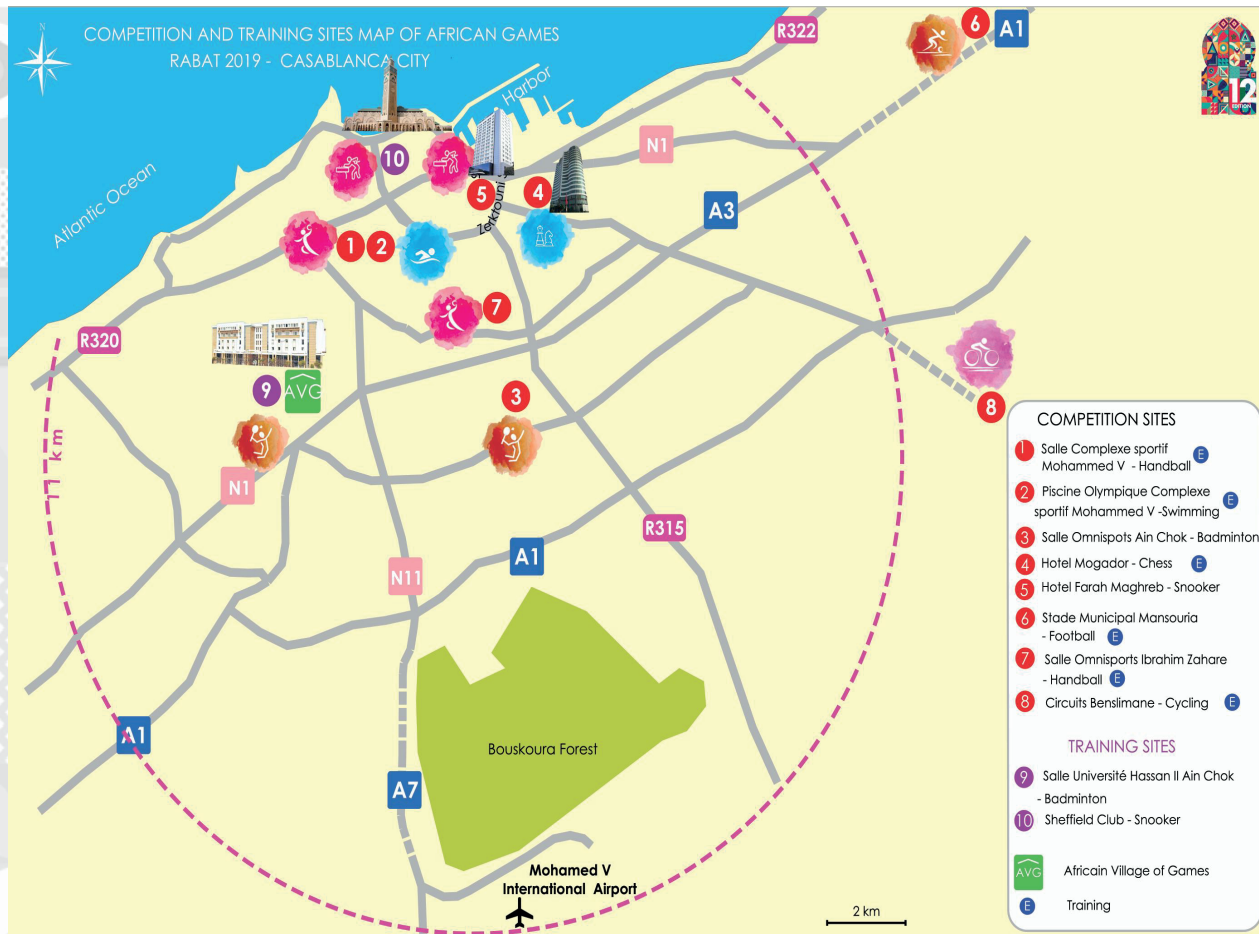 COMPETITION AND TRAINING SITES MAP OF AFRICAN GAMES
RABAT 2019 - CASABLANCA CITY
N
12
EDITION
Harbor
Atlantic Ocean
R322
6
A1
N1
10
5
4
Zerktouni
A3
1
2
7
R320
9
AVG
3
8
11 km
N1
R315
A1
N11
A1
A7
Bouskoura Forest
Mohamed V
International Airport
2 km
COMPETITION SITES
1 Salle Complexe sportif E
Mohammed V - Handball
2 Piscine Olympique Complexe
sportif Mohammed V -Swimming E
3 Salle Omnispots Ain Chok - Badminton
4 Hotel Mogador - Chess E
5 Hotel Farah Maghreb - Snooker
6 Stade Municipal Mansouria
- Football E
7 Salle Omnisports Ibrahim Zahare
- Handball E
8 Circuits Benslimane - Cycling E
TRAINING SITES
9 Salle Université Hassan II Ain Chok
- Badminton
10 Sheffield Club - Snooker
AVG Africain Village of Games
E Training